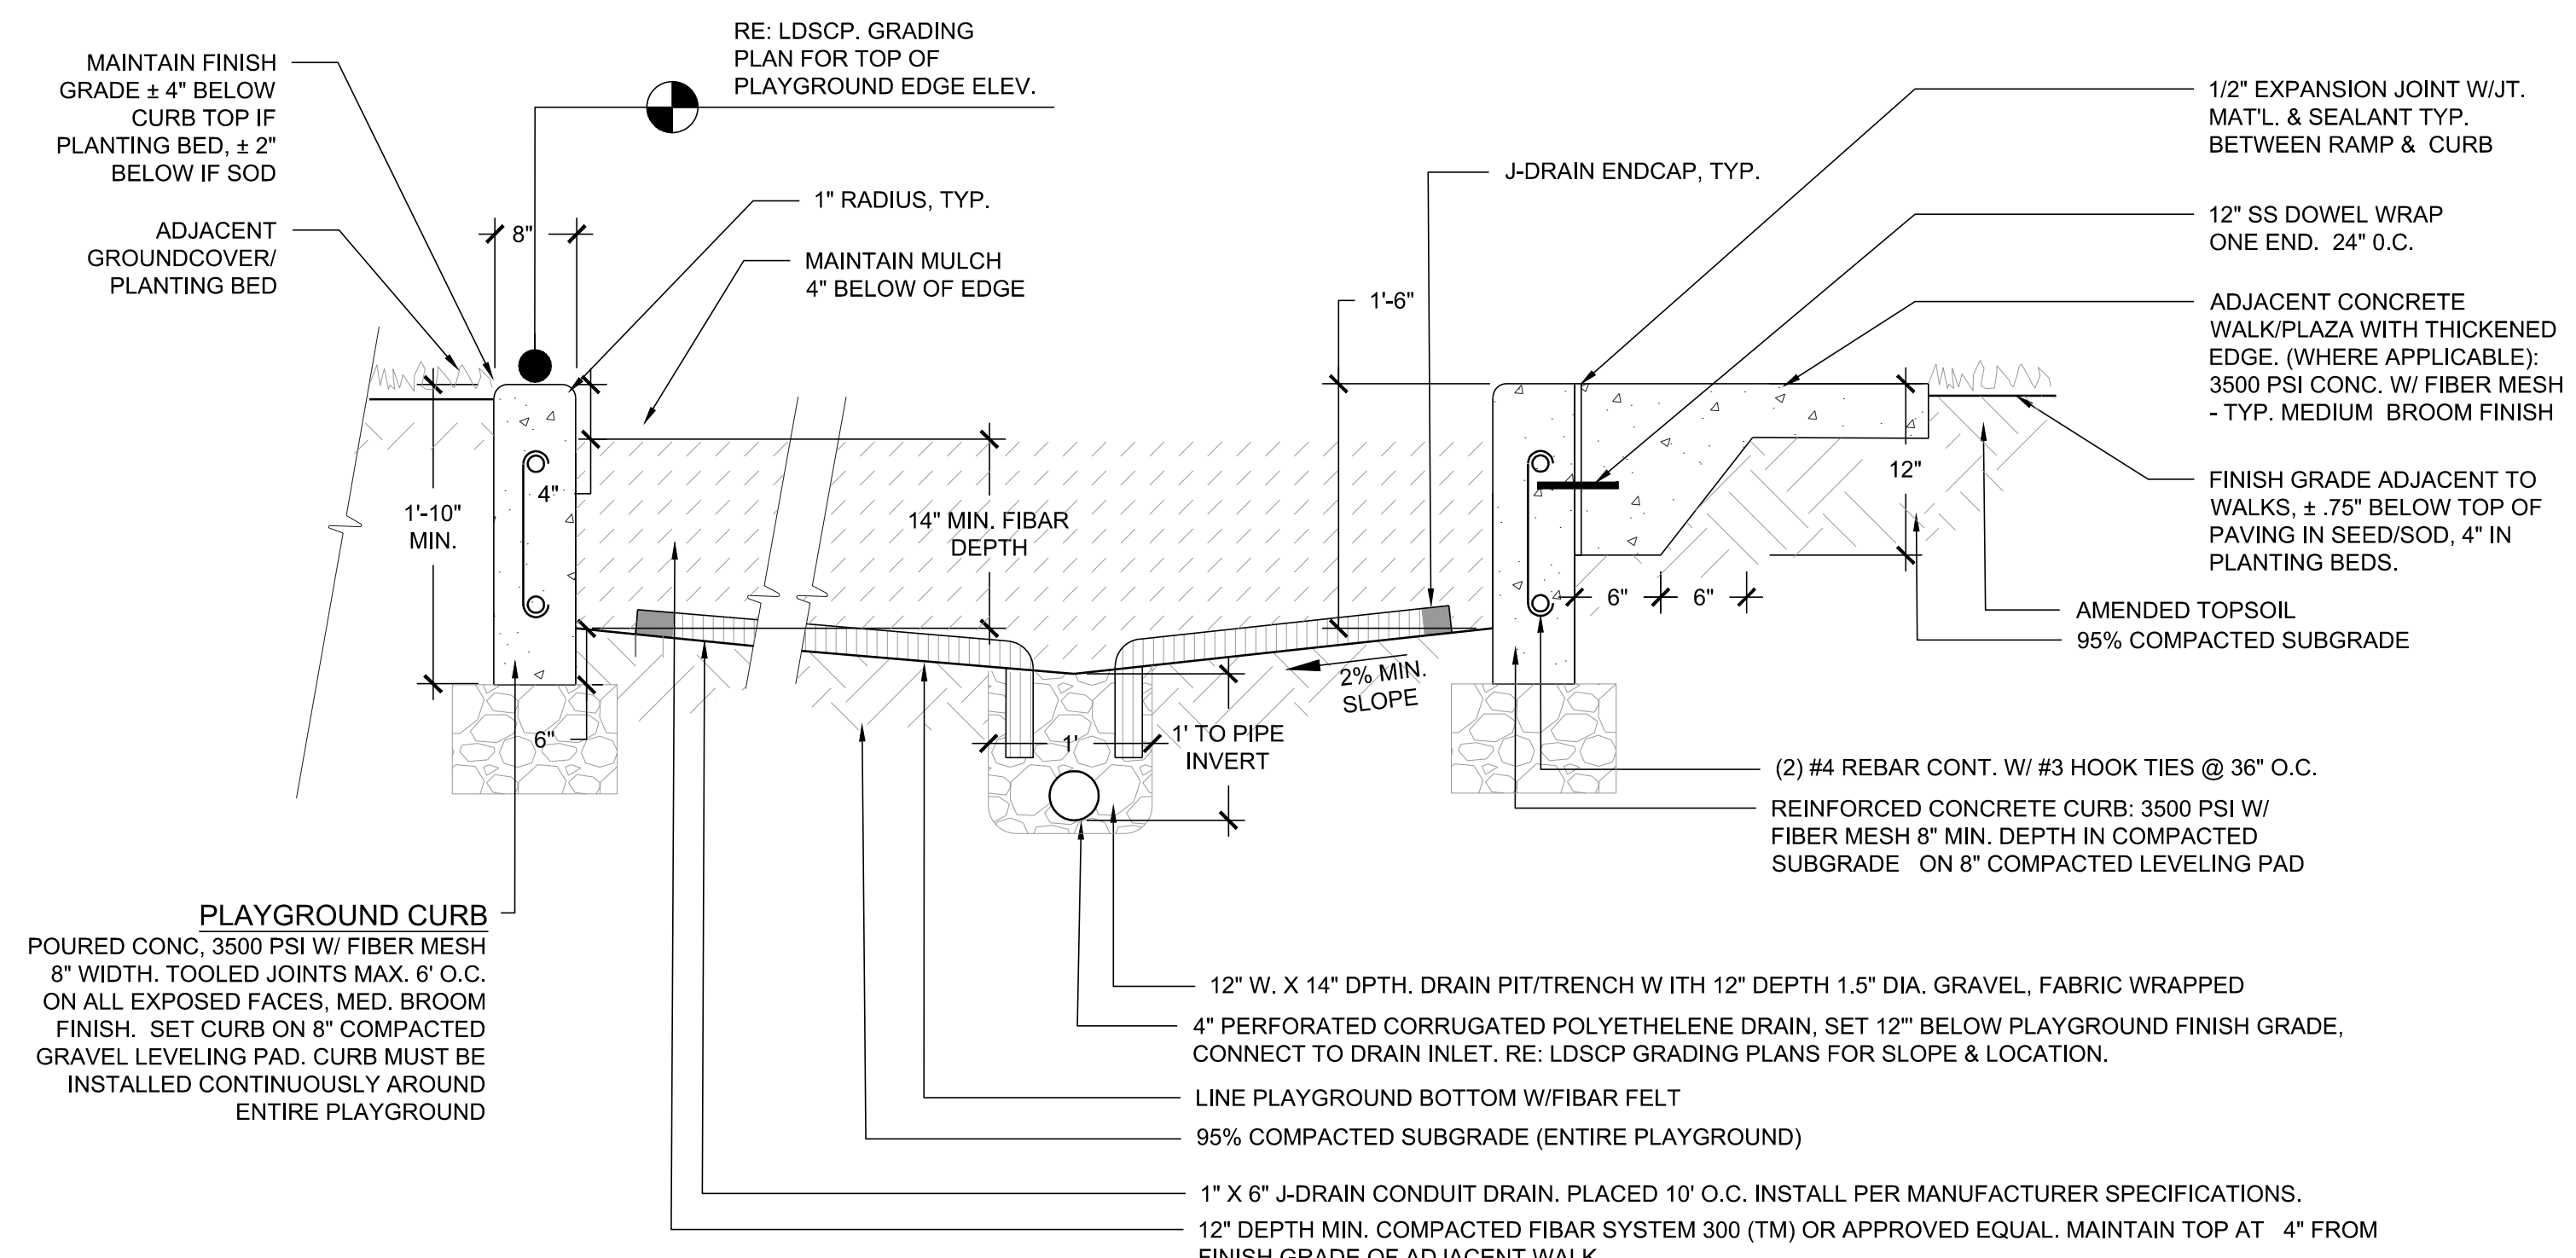 RE: LDSCP. GRADING
PLAN FOR TOP OF
PLAYGROUND EDGE ELEV.
MAINTAIN FINISH
GRADE ± 4" BELOW
CURB TOP IF
PLANTING BED, ± 2"
BELOW IF SOD
ADJACENT
GROUNDCOVER/
PLANTING BED
8"
1" RADIUS, TYP.
MAINTAIN MULCH
4" BELOW OF EDGE
J-DRAIN ENDCAP, TYP.
1'-6"
1/2" EXPANSION JOINT W/JT.
MAT'L. & SEALANT TYP.
BETWEEN RAMP & CURB
12" SS DOWEL WRAP
ONE END. 24" 0.C.
ADJACENT CONCRETE
WALK/PLAZA WITH THICKENED
EDGE. (WHERE APPLICABLE):
3500 PSI CONC. W/ FIBER MESH
- TYP. MEDIUM BROOM FINISH
FINISH GRADE ADJACENT TO
WALKS, ± .75" BELOW TOP OF
PAVING IN SEED/SOD, 4" IN
PLANTING BEDS.
AMENDED TOPSOIL
95% COMPACTED SUBGRADE
1'-10"
MIN.
4"
14" MIN. FIBAR
DEPTH
12"
6"
6"
2% MIN.
SLOPE
6"
1'
1' TO PIPE
INVERT
(2) #4 REBAR CONT. W/ #3 HOOK TIES @ 36" O.C.
REINFORCED CONCRETE CURB: 3500 PSI W/
FIBER MESH 8" MIN. DEPTH IN COMPACTED
SUBGRADE ON 8" COMPACTED LEVELING PAD
PLAYGROUND CURB
POURED CONC, 3500 PSI W/ FIBER MESH
8" WIDTH. TOOLED JOINTS MAX. 6' O.C.
ON ALL EXPOSED FACES, MED. BROOM
FINISH. SET CURB ON 8" COMPACTED
GRAVEL LEVELING PAD. CURB MUST BE
INSTALLED CONTINUOUSLY AROUND
ENTIRE PLAYGROUND
12" W. X 14" DPTH. DRAIN PIT/TRENCH W ITH 12" DEPTH 1.5" DIA. GRAVEL, FABRIC WRAPPED
4" PERFORATED CORRUGATED POLYETHELENE DRAIN, SET 12"' BELOW PLAYGROUND FINISH GRADE,
CONNECT TO DRAIN INLET. RE: LDSCP GRADING PLANS FOR SLOPE & LOCATION.
LINE PLAYGROUND BOTTOM W/FIBAR FELT
95% COMPACTED SUBGRADE (ENTIRE PLAYGROUND)
1" X 6" J-DRAIN CONDUIT DRAIN. PLACED 10' O.C. INSTALL PER MANUFACTURER SPECIFICATIONS.
12" DEPTH MIN. COMPACTED FIBAR SYSTEM 300 (TM) OR APPROVED EQUAL. MAINTAIN TOP AT 4" FROM
FINISH GRADE OF ADJACENT WALK